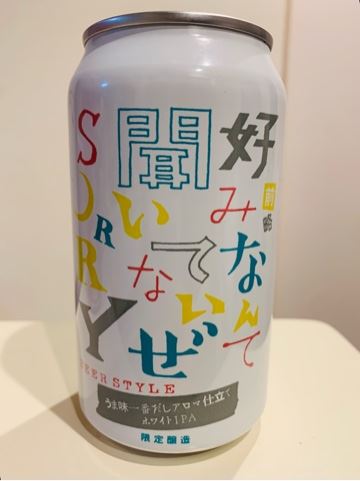 前略
好みなんて
聞いてないぜ
SORRY
BEER STYLE
うま味一番だしアロマ仕立て
ホワイトIPA
限定醸造